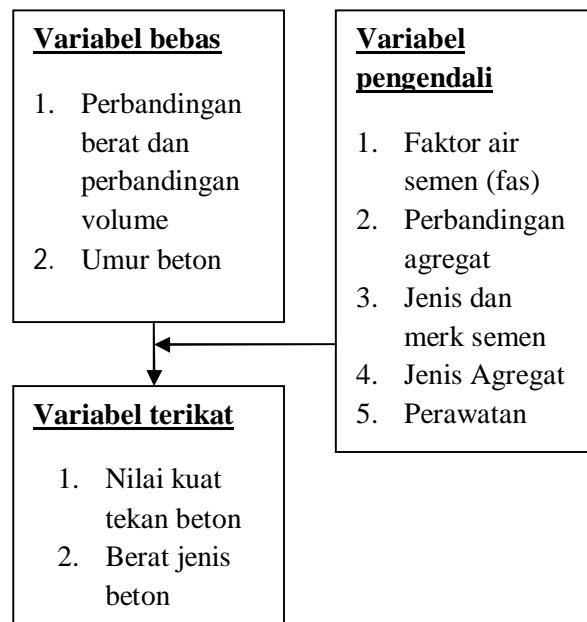 Variabel bebas
1. Perbandingan
berat dan
perbandingan
volume
2. Umur beton
Variabel
pengendali
1. Faktor air
semen (fas)
2. Perbandingan
agregat
3. Jenis dan
merk semen
4. Jenis Agregat
5. Perawatan
Variabel terikat
1. Nilai kuat
tekan beton
2. Berat jenis
beton